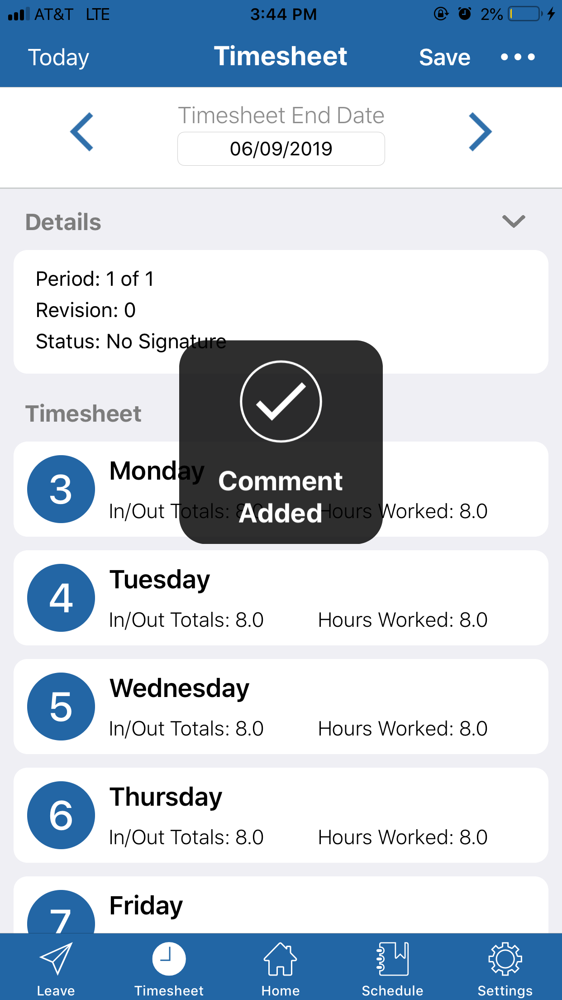 AT&T LTE 3:44 PM 2%
Today Timesheet Save
Timesheet End Date
06/09/2019
Details
Period: 1 of 1
Revision: 0
Status: No Signature
Timesheet
3 Monday
In/Out Totals: 8.0 Hours Worked: 8.0
Comment
Added
4 Tuesday
In/Out Totals: 8.0 Hours Worked: 8.0
5 Wednesday
In/Out Totals: 8.0 Hours Worked: 8.0
6 Thursday
In/Out Totals: 8.0 Hours Worked: 8.0
7 Friday
Leave Timesheet Home Schedule Settings